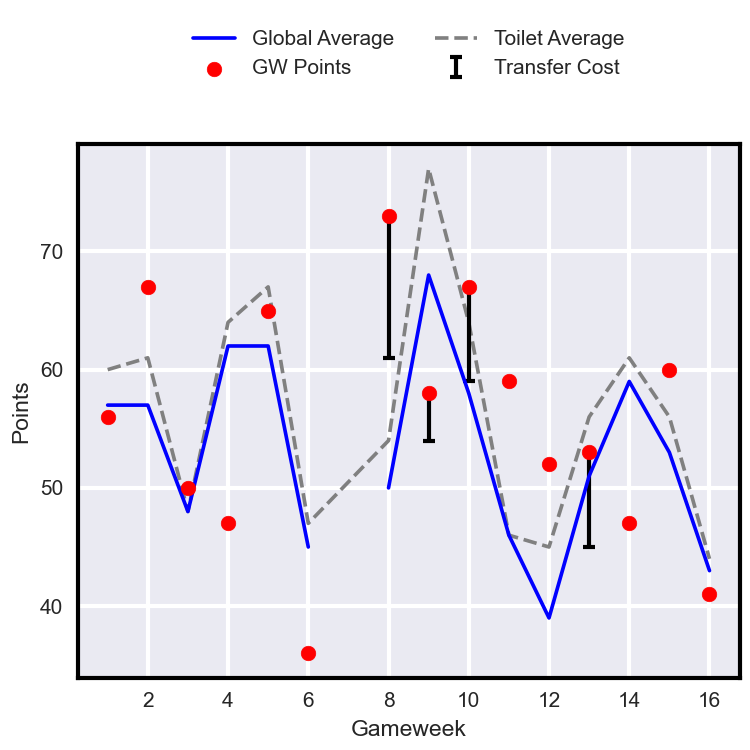 Global Average
Toilet Average
GW Points
Transfer Cost
70
60
50
40
Points
2 4 6 8 10 12 14 16
Gameweek